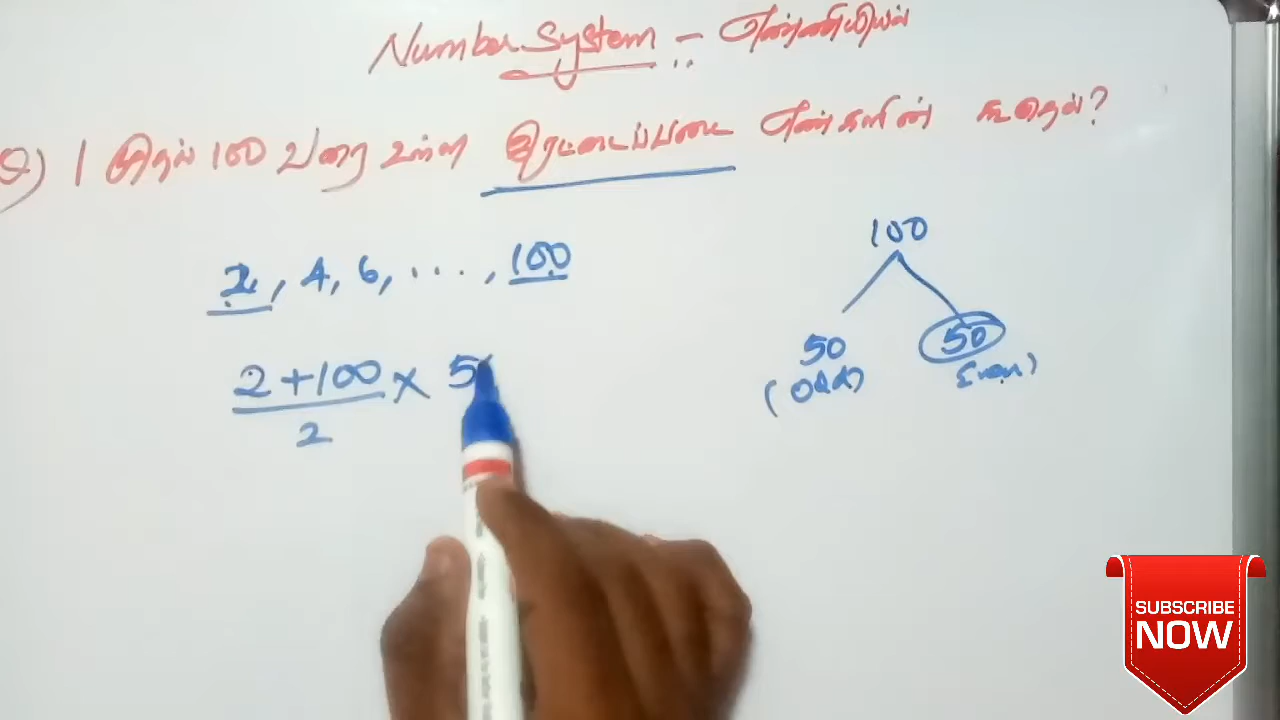 Number System - எண்ணியியல்
Q) 1 முதல் 100 வரை உள்ள இரட்டைப்படை எண்களின் கூடுதல்?
2, 4, 6, ...., 100
100
50
50
(odd)
(even)
2+100
2
× 50
SUBSCRIBE
NOW